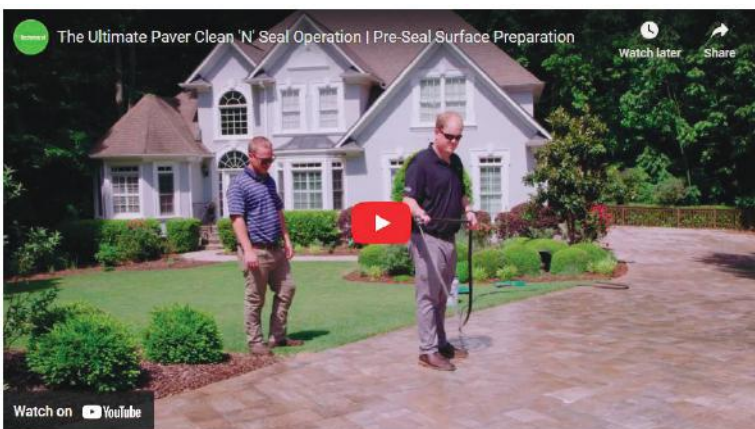 The Ultimate Paver Clean 'N' Seal Operation | Pre-Seal Surface Preparation
Watch later
Share
Watch on YouTube